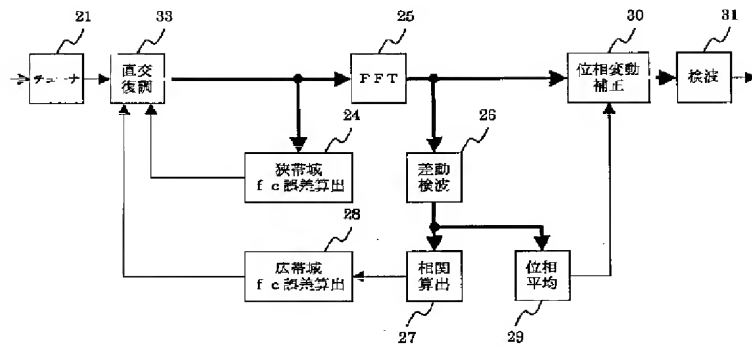 21
33
25
30
31
チューナ
直交
復調
FFT
位相変動
補正
検波
24
26
狭帯域
fc誤差算出
差動
検波
28
広帯域
fc誤差算出
相関
算出
位相
平均
27
29